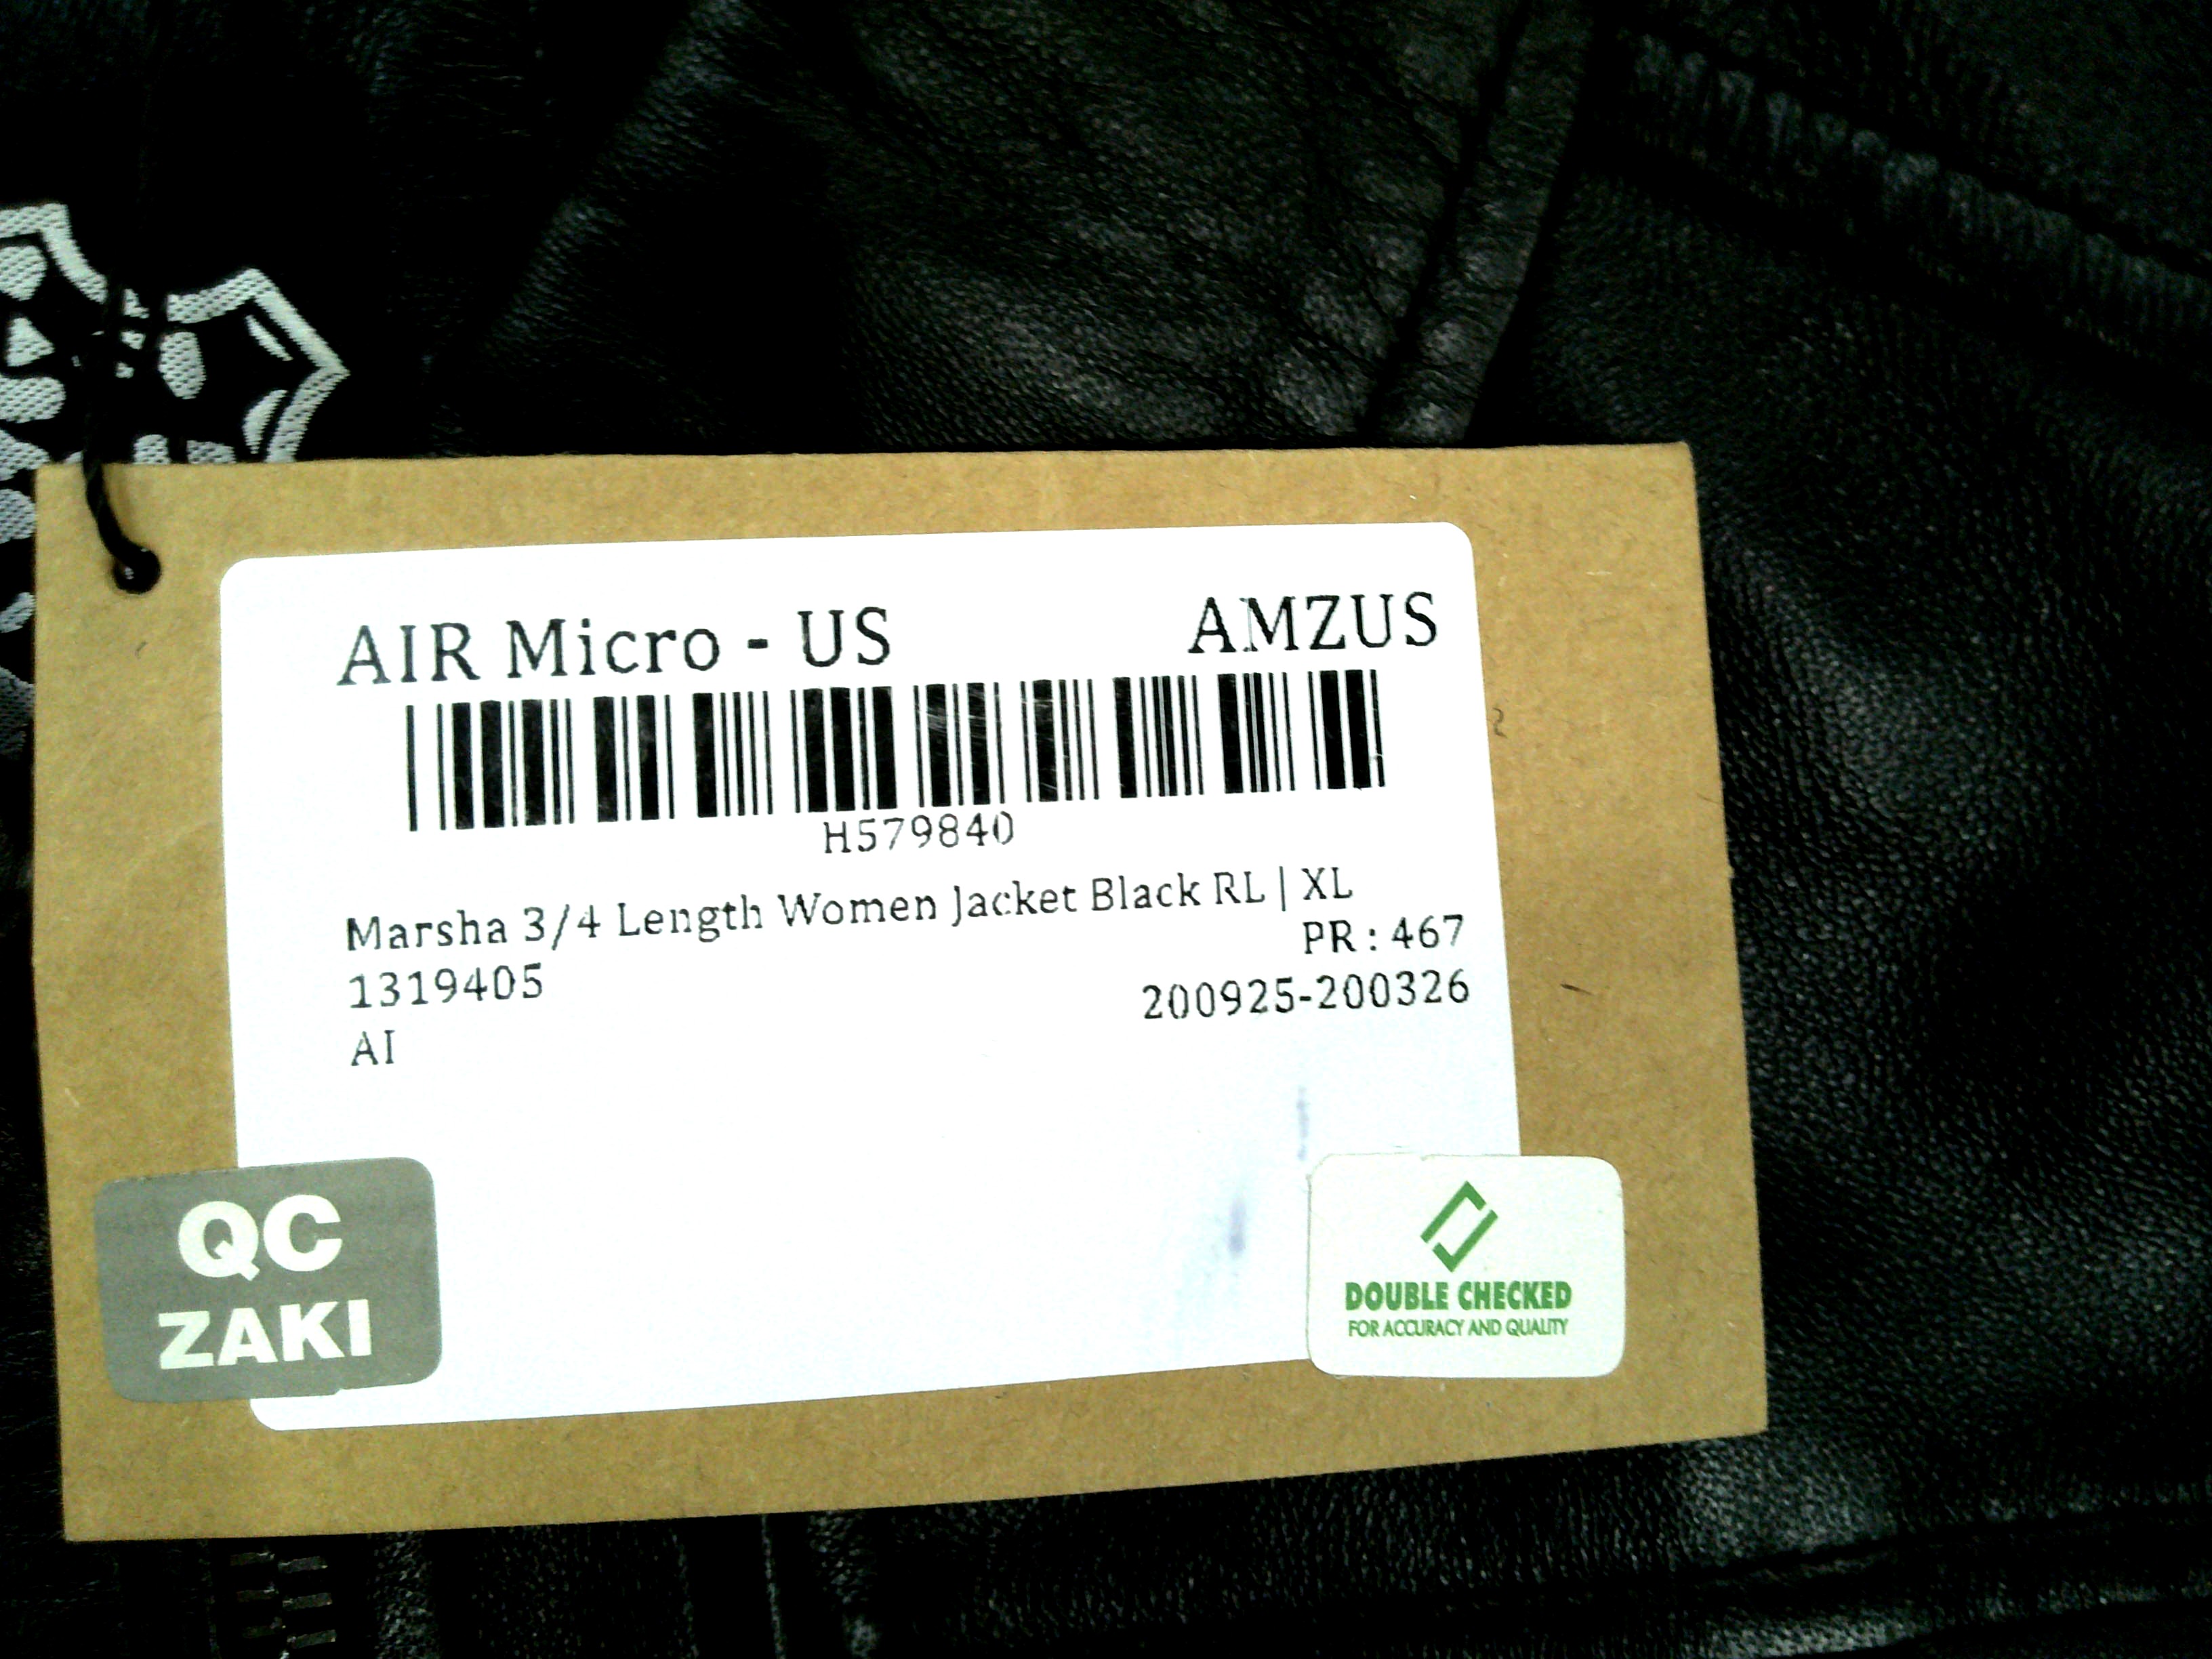 AIR Micro - US AMZUS
H579840
Marsha 3/4 Length Women Jacket Black RL | XL
PR : 467
1319405 200925-200326
AI
QC
ZAKI
DOUBLE CHECKED
FOR ACCURACY AND QUALITY